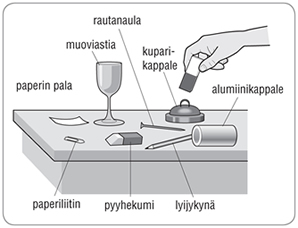 rautanaula
muoviastia
kupari-
kappale
paperin pala
alumiinikappale
paperiliitin
pyyhekumi
lyijykynä